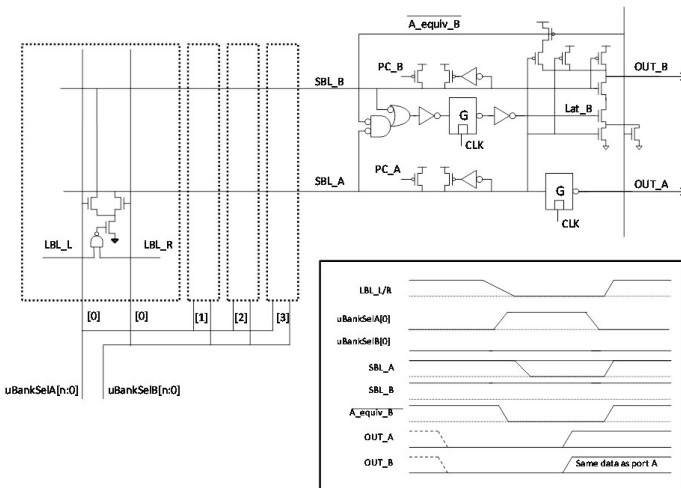 A_equiv_B
PC_B
OUT_B
SBL_B
G
Lat_B
CLK
PC_A
SBL_A
G
OUT_A
CLK
LBL_L
LBL_R
[0]
[0]
[1]
[2]
[3]
uBankSelA[n:0]
uBankSelB[n:0]
LBL_L/R
uBankSelA[0]
uBankSelB[0]
SBL_A
SBL_B
A_equiv_B
OUT_A
OUT_B
Same data as port A